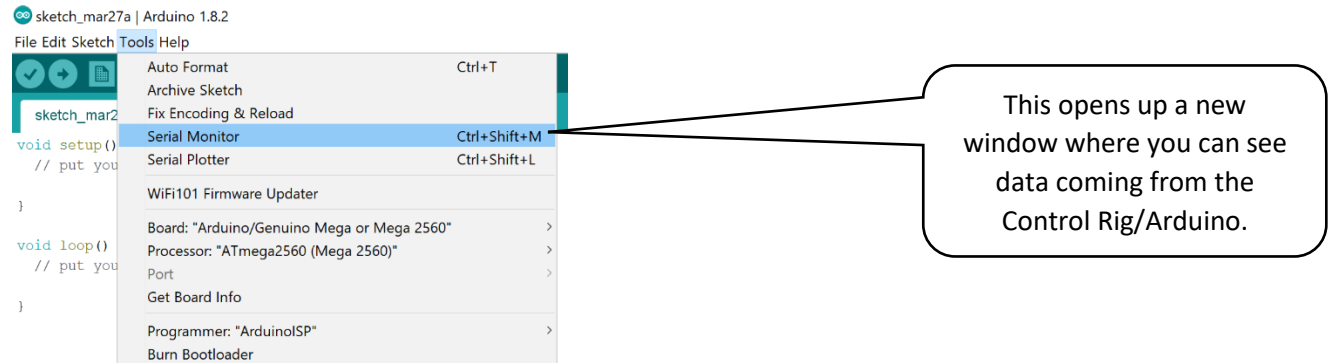 sketch_mar27a | Arduino 1.8.2
File Edit Sketch Tools Help
Auto Format Ctrl+T
Archive Sketch
sketch_mar2 Fix Encoding & Reload
void setup() Serial Monitor Ctrl+Shift+M
// put you Serial Plotter Ctrl+Shift+L
WiFi101 Firmware Updater
}
Board: "Arduino/Genuino Mega or Mega 2560"
void loop() Processor: "ATmega2560 (Mega 2560)"
// put you Port
} Get Board Info
Programmer: "ArduinoISP"
Burn Bootloader
This opens up a new
window where you can see
data coming from the
Control Rig/Arduino.